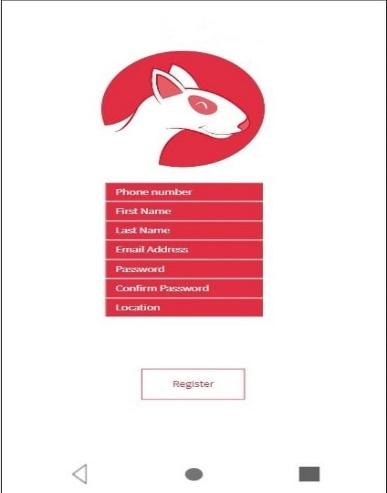 Phone number
First Name
Last Name
Email Address
Password
Confirm Password
Location
Register